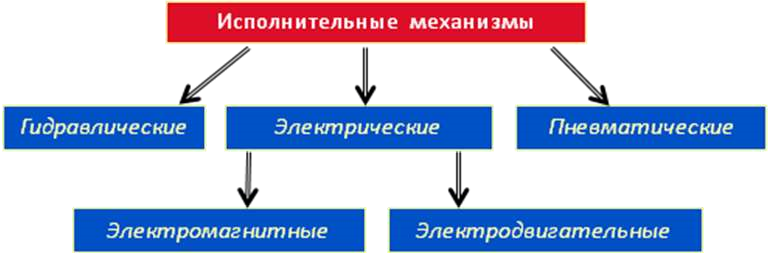 Исполнительные механизмы
Гидравлические
Электрические
Пневматические
Электромагнитные
Электродвигательные